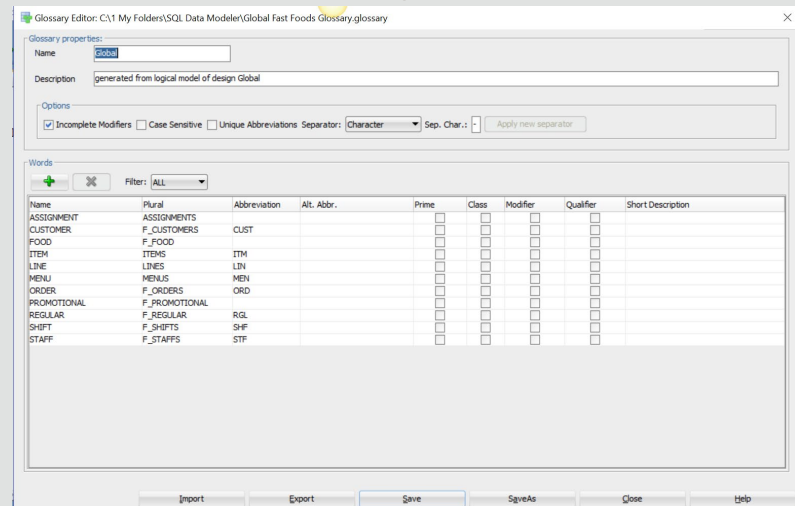 Glossary Editor: C:\1 My Folders\SQL Data Modeler\Global Fast Foods Glossary.glossary
Glossary properties:
Name Global
Description generated from logical model of design Global
Options
Incomplete Modifiers Case Sensitive Unique Abbreviations Separator: Character Sep. Char.: - Apply new separator
Words
Filter: ALL
Name Plural Abbreviation Alt. Abbr. Prime Class Modifier Qualifier Short Description
ASSIGNMENT ASSIGNMENTS
CUSTOMER F_CUSTOMERS CUST
FOOD F_FOOD
ITEM ITEMS ITM
LINE LINES LIN
MENU MENUS MEN
ORDER F_ORDERS ORD
PROMOTIONAL F_PROMOTIONAL
REGULAR F_REGULAR RGL
SHIFT F_SHIFTS SHF
STAFF F_STAFFS STF
Import Export Save SaveAs Close Help